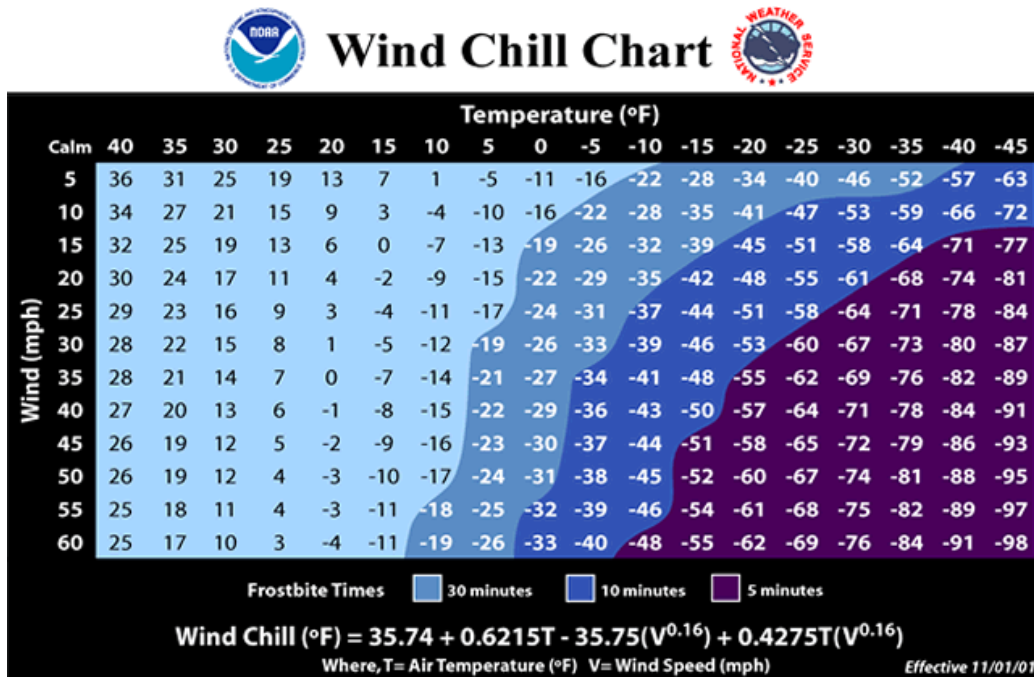 NOAA
NATIONAL OCEANIC AND ATMOSPHERIC ADMINISTRATION
U.S. DEPARTMENT OF COMMERCE
Wind Chill Chart
NATIONAL WEATHER SERVICE
Temperature (ºF)
Calm 40 35 30 25 20 15 10 5 0 -5 -10 -15 -20 -25 -30 -35 -40 -45
Wind (mph)
5 36 31 25 19 13 7 1 -5 -11 -16 -22 -28 -34 -40 -46 -52 -57 -63
10 34 27 21 15 9 3 -4 -10 -16 -22 -28 -35 -41 -47 -53 -59 -66 -72
15 32 25 19 13 6 0 -7 -13 -19 -26 -32 -39 -45 -51 -58 -64 -71 -77
20 30 24 17 11 4 -2 -9 -15 -22 -29 -35 -42 -48 -55 -61 -68 -74 -81
25 29 23 16 9 3 -4 -11 -17 -24 -31 -37 -44 -51 -58 -64 -71 -78 -84
30 28 22 15 8 1 -5 -12 -19 -26 -33 -39 -46 -53 -60 -67 -73 -80 -87
35 28 21 14 7 0 -7 -14 -21 -27 -34 -41 -48 -55 -62 -69 -76 -82 -89
40 27 20 13 6 -1 -8 -15 -22 -29 -36 -43 -50 -57 -64 -71 -78 -84 -91
45 26 19 12 5 -2 -9 -16 -23 -30 -37 -44 -51 -58 -65 -72 -79 -86 -93
50 26 19 12 4 -3 -10 -17 -24 -31 -38 -45 -52 -60 -67 -74 -81 -88 -95
55 25 18 11 4 -3 -11 -18 -25 -32 -39 -46 -54 -61 -68 -75 -82 -89 -97
60 25 17 10 3 -4 -11 -19 -26 -33 -40 -48 -55 -62 -69 -76 -84 -91 -98
Frostbite Times 30 minutes 10 minutes 5 minutes
Wind Chill (ºF) = 35.74 + 0.6215T - 35.75(V^0.16) + 0.4275T(V^0.16)
Where, T= Air Temperature (ºF) V= Wind Speed (mph) Effective 11/01/01